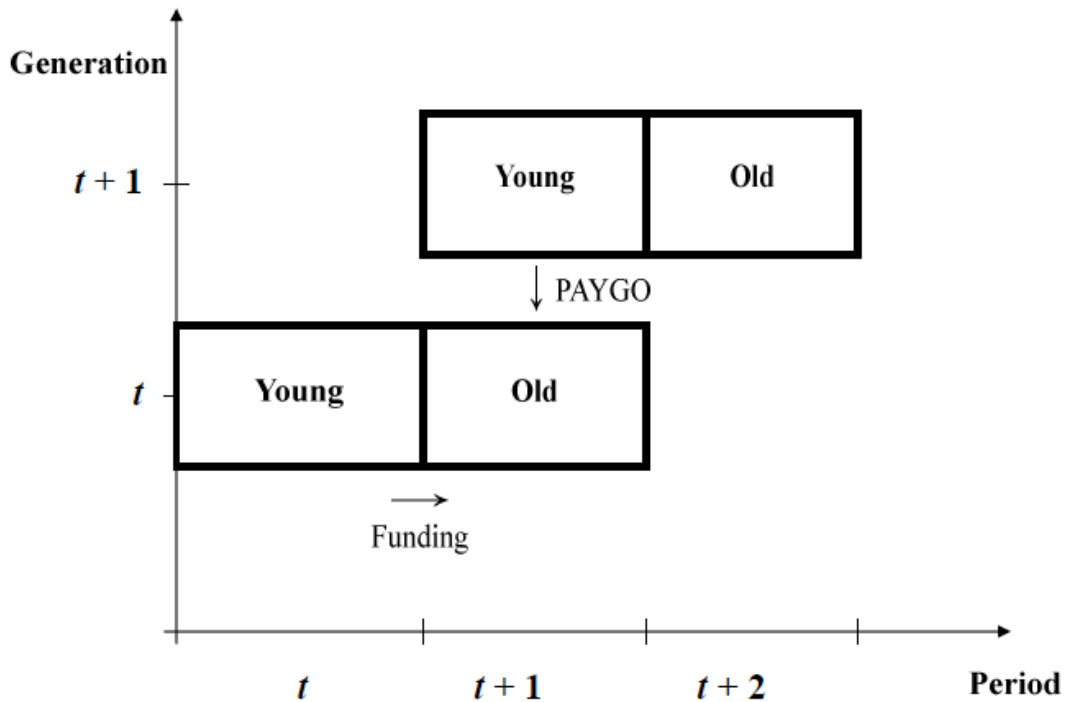 Generation
t + 1
Young
Old
PAYGO
t
Young
Old
Funding
t
t + 1
t + 2
Period